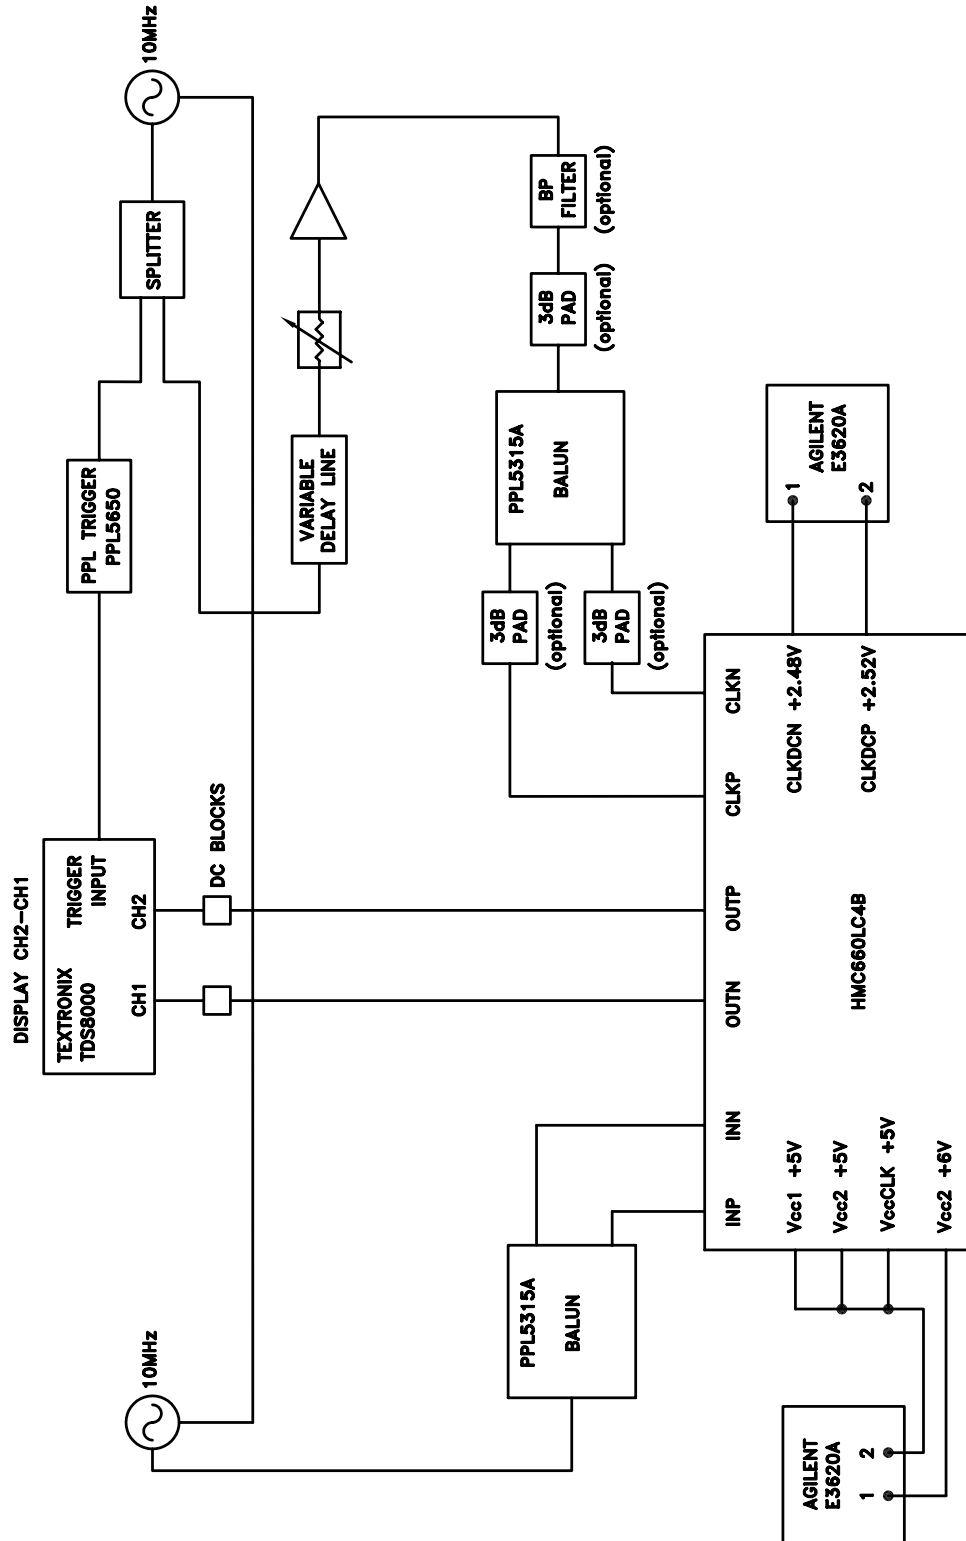 DISPLAY CH2-CH1
TEXTRONIX
TDS8000
TRIGGER
INPUT
CH1
CH2
DC BLOCKS
PPL TRIGGER
PPL5650
SPLITTER
10MHz
10MHz
VARIABLE
DELAY LINE
BP
FILTER
(optional)
3dB
PAD
(optional)
PPL5315A
BALUN
3dB
PAD
(optional)
3dB
PAD
(optional)
PPL5315A
BALUN
INP
INN
OUTN
OUTP
CLKP
CLKN
Vcc1 +5V
Vcc2 +5V
VccCLK +5V
Vcc2 +6V
HMC660LC4B
CLKDCN +2.48V
CLKDCP +2.52V
AGILENT
E3620A
1
2
AGILENT
E3620A
1
2